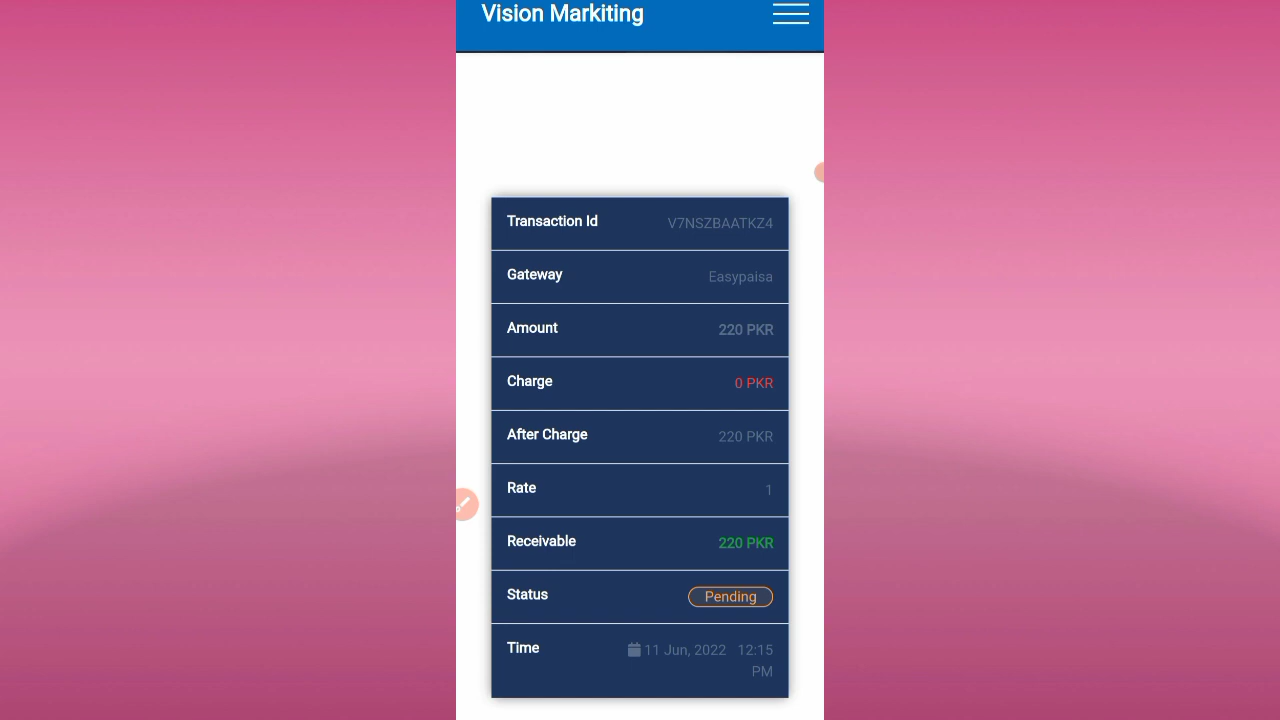 Vision Markiting
Transaction Id V7NSZBAATKZ4
Gateway Easypaisa
Amount 220 PKR
Charge 0 PKR
After Charge 220 PKR
Rate 1
Receivable 220 PKR
Status Pending
Time 11 Jun, 2022 12:15
PM